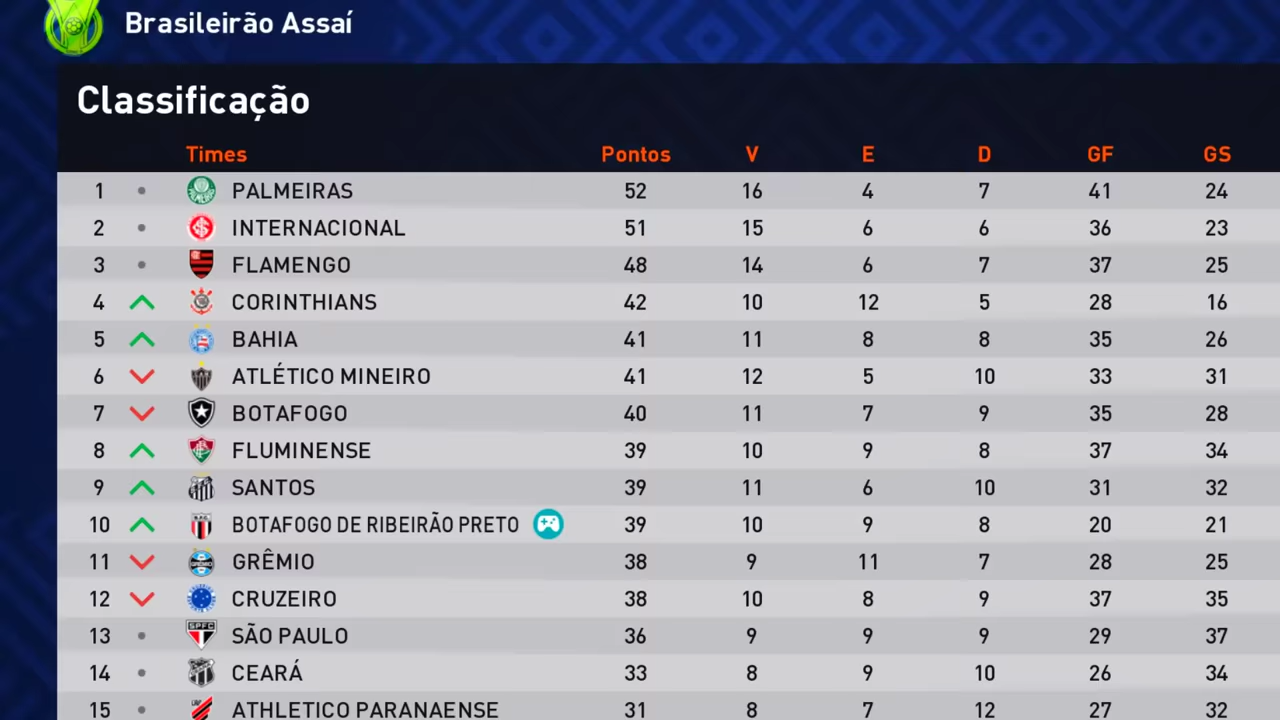 Brasileirão Assaí
Classificação
Times Pontos V E D GF GS
1 PALMEIRAS 52 16 4 7 41 24
2 INTERNACIONAL 51 15 6 6 36 23
3 FLAMENGO 48 14 6 7 37 25
4 CORINTHIANS 42 10 12 5 28 16
5 BAHIA 41 11 8 8 35 26
6 ATLÉTICO MINEIRO 41 12 5 10 33 31
7 BOTAFOGO 40 11 7 9 35 28
8 FLUMINENSE 39 10 9 8 37 34
9 SANTOS 39 11 6 10 31 32
10 BOTAFOGO DE RIBEIRÃO PRETO 39 10 9 8 20 21
11 GRÊMIO 38 9 11 7 28 25
12 CRUZEIRO 38 10 8 9 37 35
13 SPFC SÃO PAULO 36 9 9 9 29 37
14 CEARÁ 33 8 9 10 26 34
15 ATHLETICO PARANAENSE 31 8 7 12 27 32